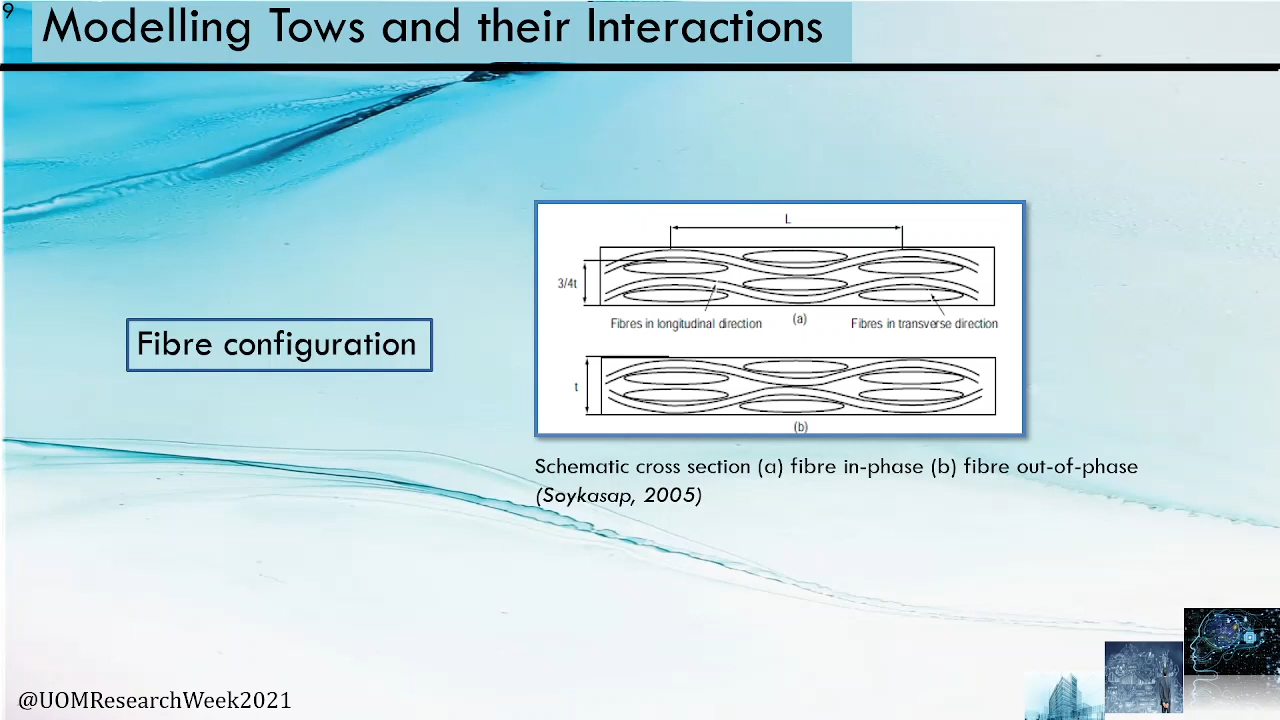 9
Modelling Tows and their Interactions
L
3/4t
Fibres in longitudinal direction
(a)
Fibres in transverse direction
Fibre configuration
t
(b)
Schematic cross section (a) fibre in-phase (b) fibre out-of-phase
(Soykasap, 2005)
@UOMResearchWeek2021